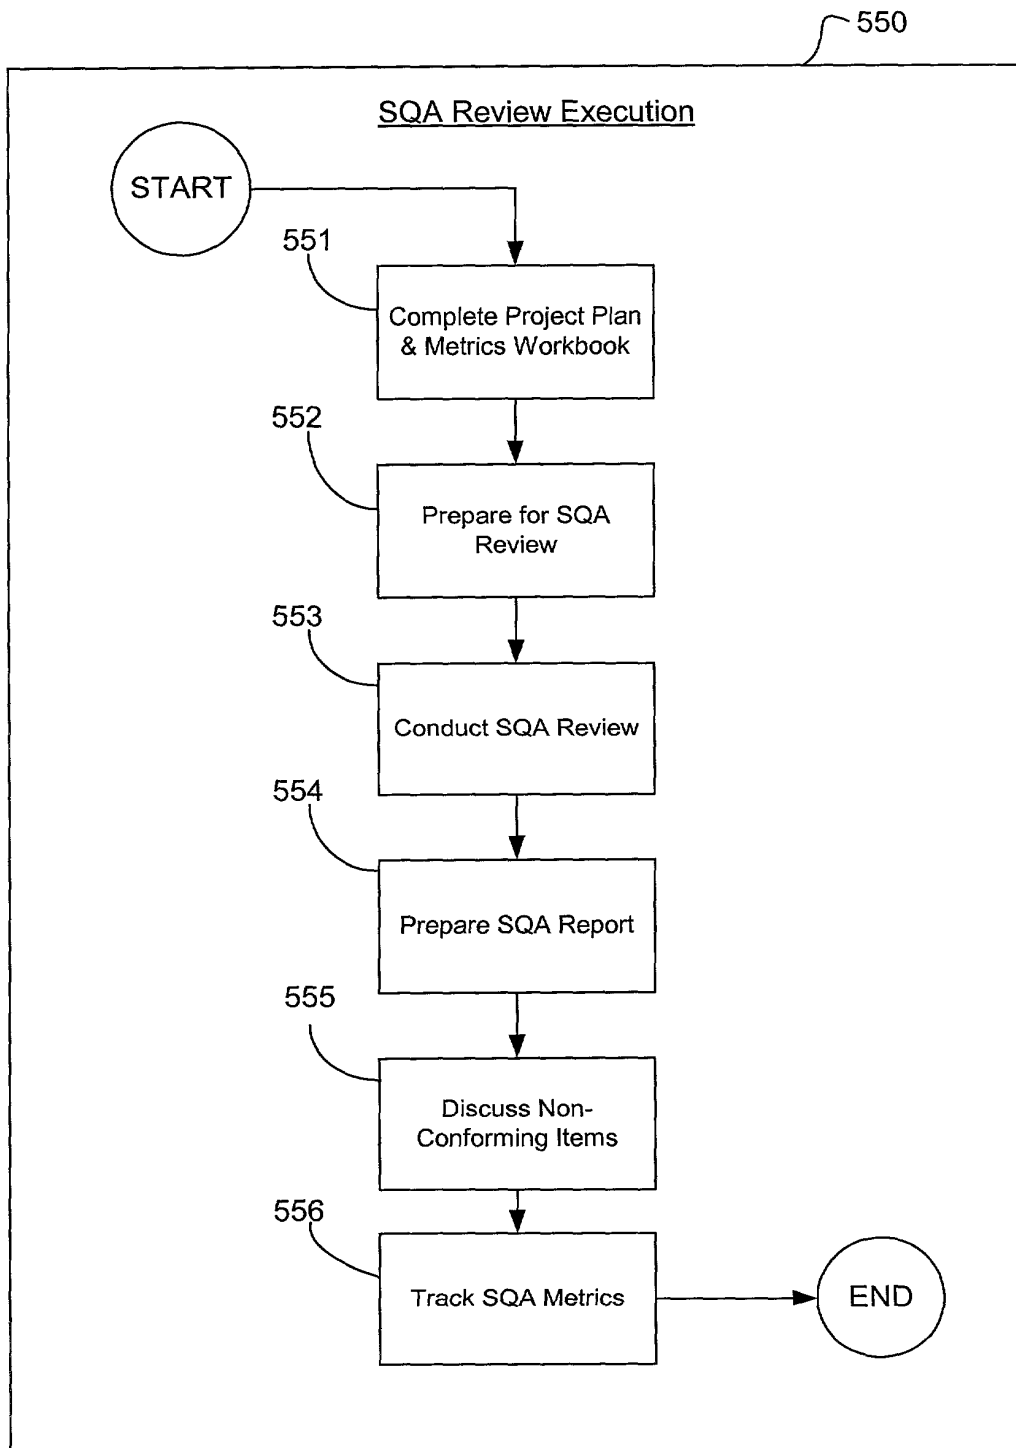 550
SQA Review Execution
START
551
Complete Project Plan
& Metrics Workbook
552
Prepare for SQA
Review
553
Conduct SQA Review
554
Prepare SQA Report
555
Discuss Non-
Conforming Items
556
Track SQA Metrics
END